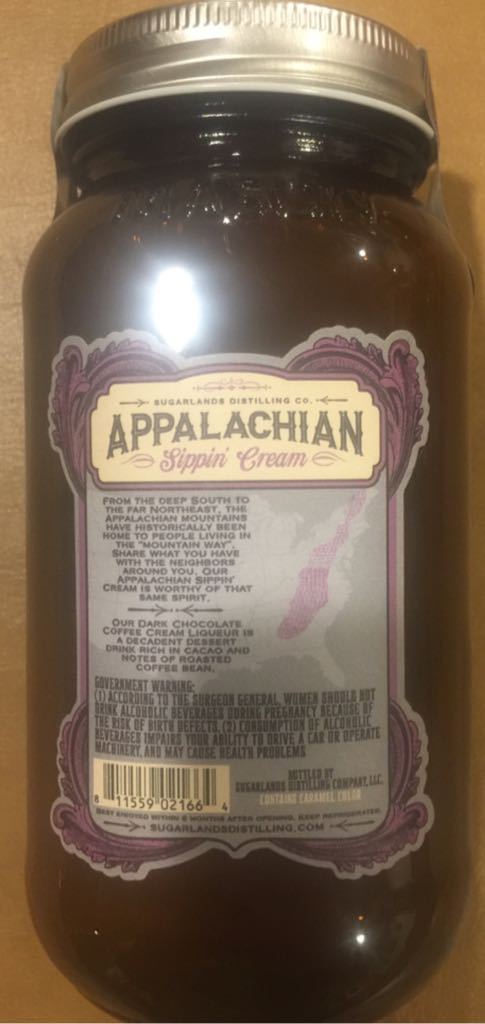 SUGARLANDS DISTILLING CO.
APPALACHIAN
Sippin' Cream
FROM THE DEEP SOUTH TO
THE FAR NORTHEAST, THE
APPALACHIAN MOUNTAINS
HAVE HISTORICALLY BEEN
HOME TO PEOPLE LIVING IN
THE "MOUNTAIN WAY".
SHARE WHAT YOU HAVE
WITH THE NEIGHBORS
AROUND YOU. OUR
APPALACHIAN SIPPIN'
CREAM IS WORTHY OF THAT
SAME SPIRIT.
OUR DARK CHOCOLATE
COFFEE CREAM LIQUEUR IS
A DECADENT DESSERT
DRINK RICH IN CACAO AND
NOTES OF ROASTED
COFFEE BEAN.
GOVERNMENT WARNING:
(1) ACCORDING TO THE SURGEON GENERAL, WOMEN SHOULD NOT
DRINK ALCOHOLIC BEVERAGES DURING PREGNANCY BECAUSE OF
THE RISK OF BIRTH DEFECTS. (2) CONSUMPTION OF ALCOHOLIC
BEVERAGES IMPAIRS YOUR ABILITY TO DRIVE A CAR OR OPERATE
MACHINERY, AND MAY CAUSE HEALTH PROBLEMS
BOTTLED BY
SUGARLANDS DISTILLING COMPANY, LLC.
CONTAINS CARAMEL COLOR
8 11559 02166 4
BEST ENJOYED WITHIN 6 MONTHS AFTER OPENING. KEEP REFRIGERATED.
SUGARLANDSDISTILLING.COM